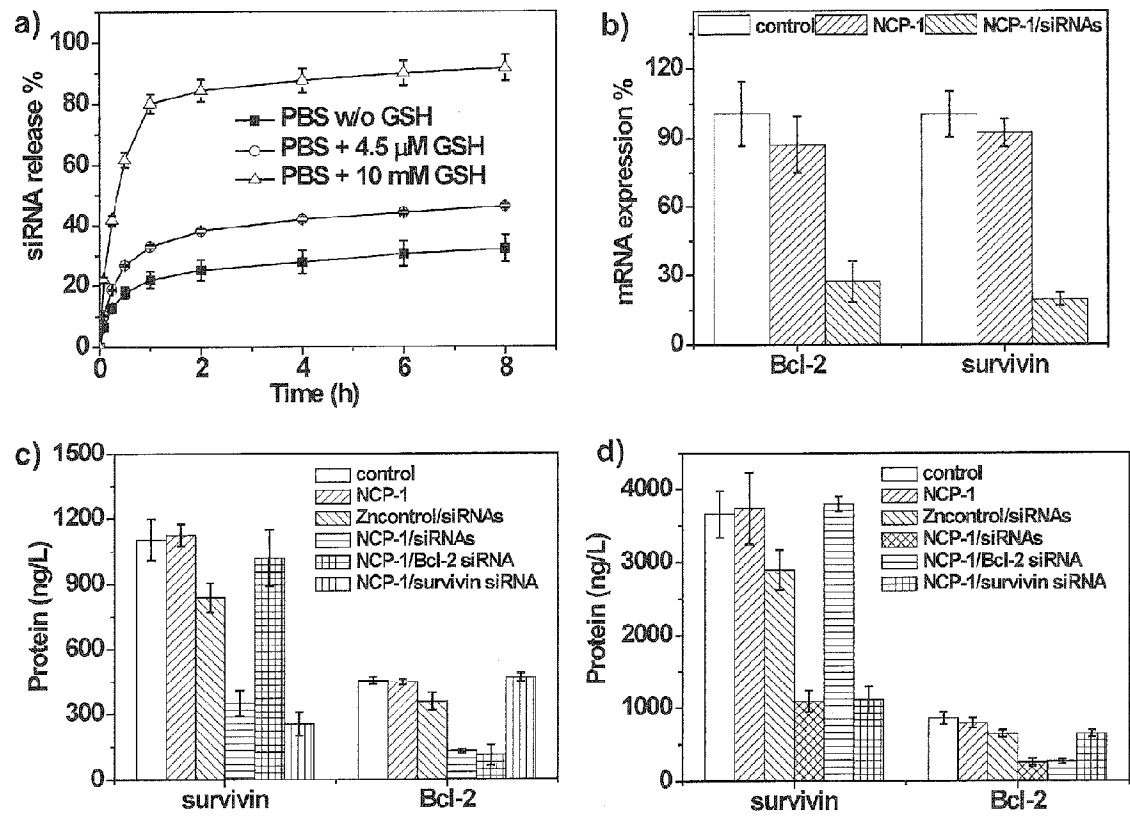 a)
siRNA release %
100
80
60
40
20
0
PBS w/o GSH
PBS + 4.5 µM GSH
PBS + 10 mM GSH
0 2 4 6 8
Time (h)
b)
control NCP-1 NCP-1/siRNAs
mRNA expression %
120
90
60
30
0
Bcl-2 survivin
c)
Protein (ng/L)
1500
1200
900
600
300
0
control
NCP-1
Zncontrol/siRNAs
NCP-1/siRNAs
NCP-1/Bcl-2 siRNA
NCP-1/survivin siRNA
survivin Bcl-2
d)
Protein (ng/L)
4000
3000
2000
1000
0
control
NCP-1
Zncontrol/siRNAs
NCP-1/siRNAs
NCP-1/Bcl-2 siRNA
NCP-1/survivin siRNA
survivin Bcl-2